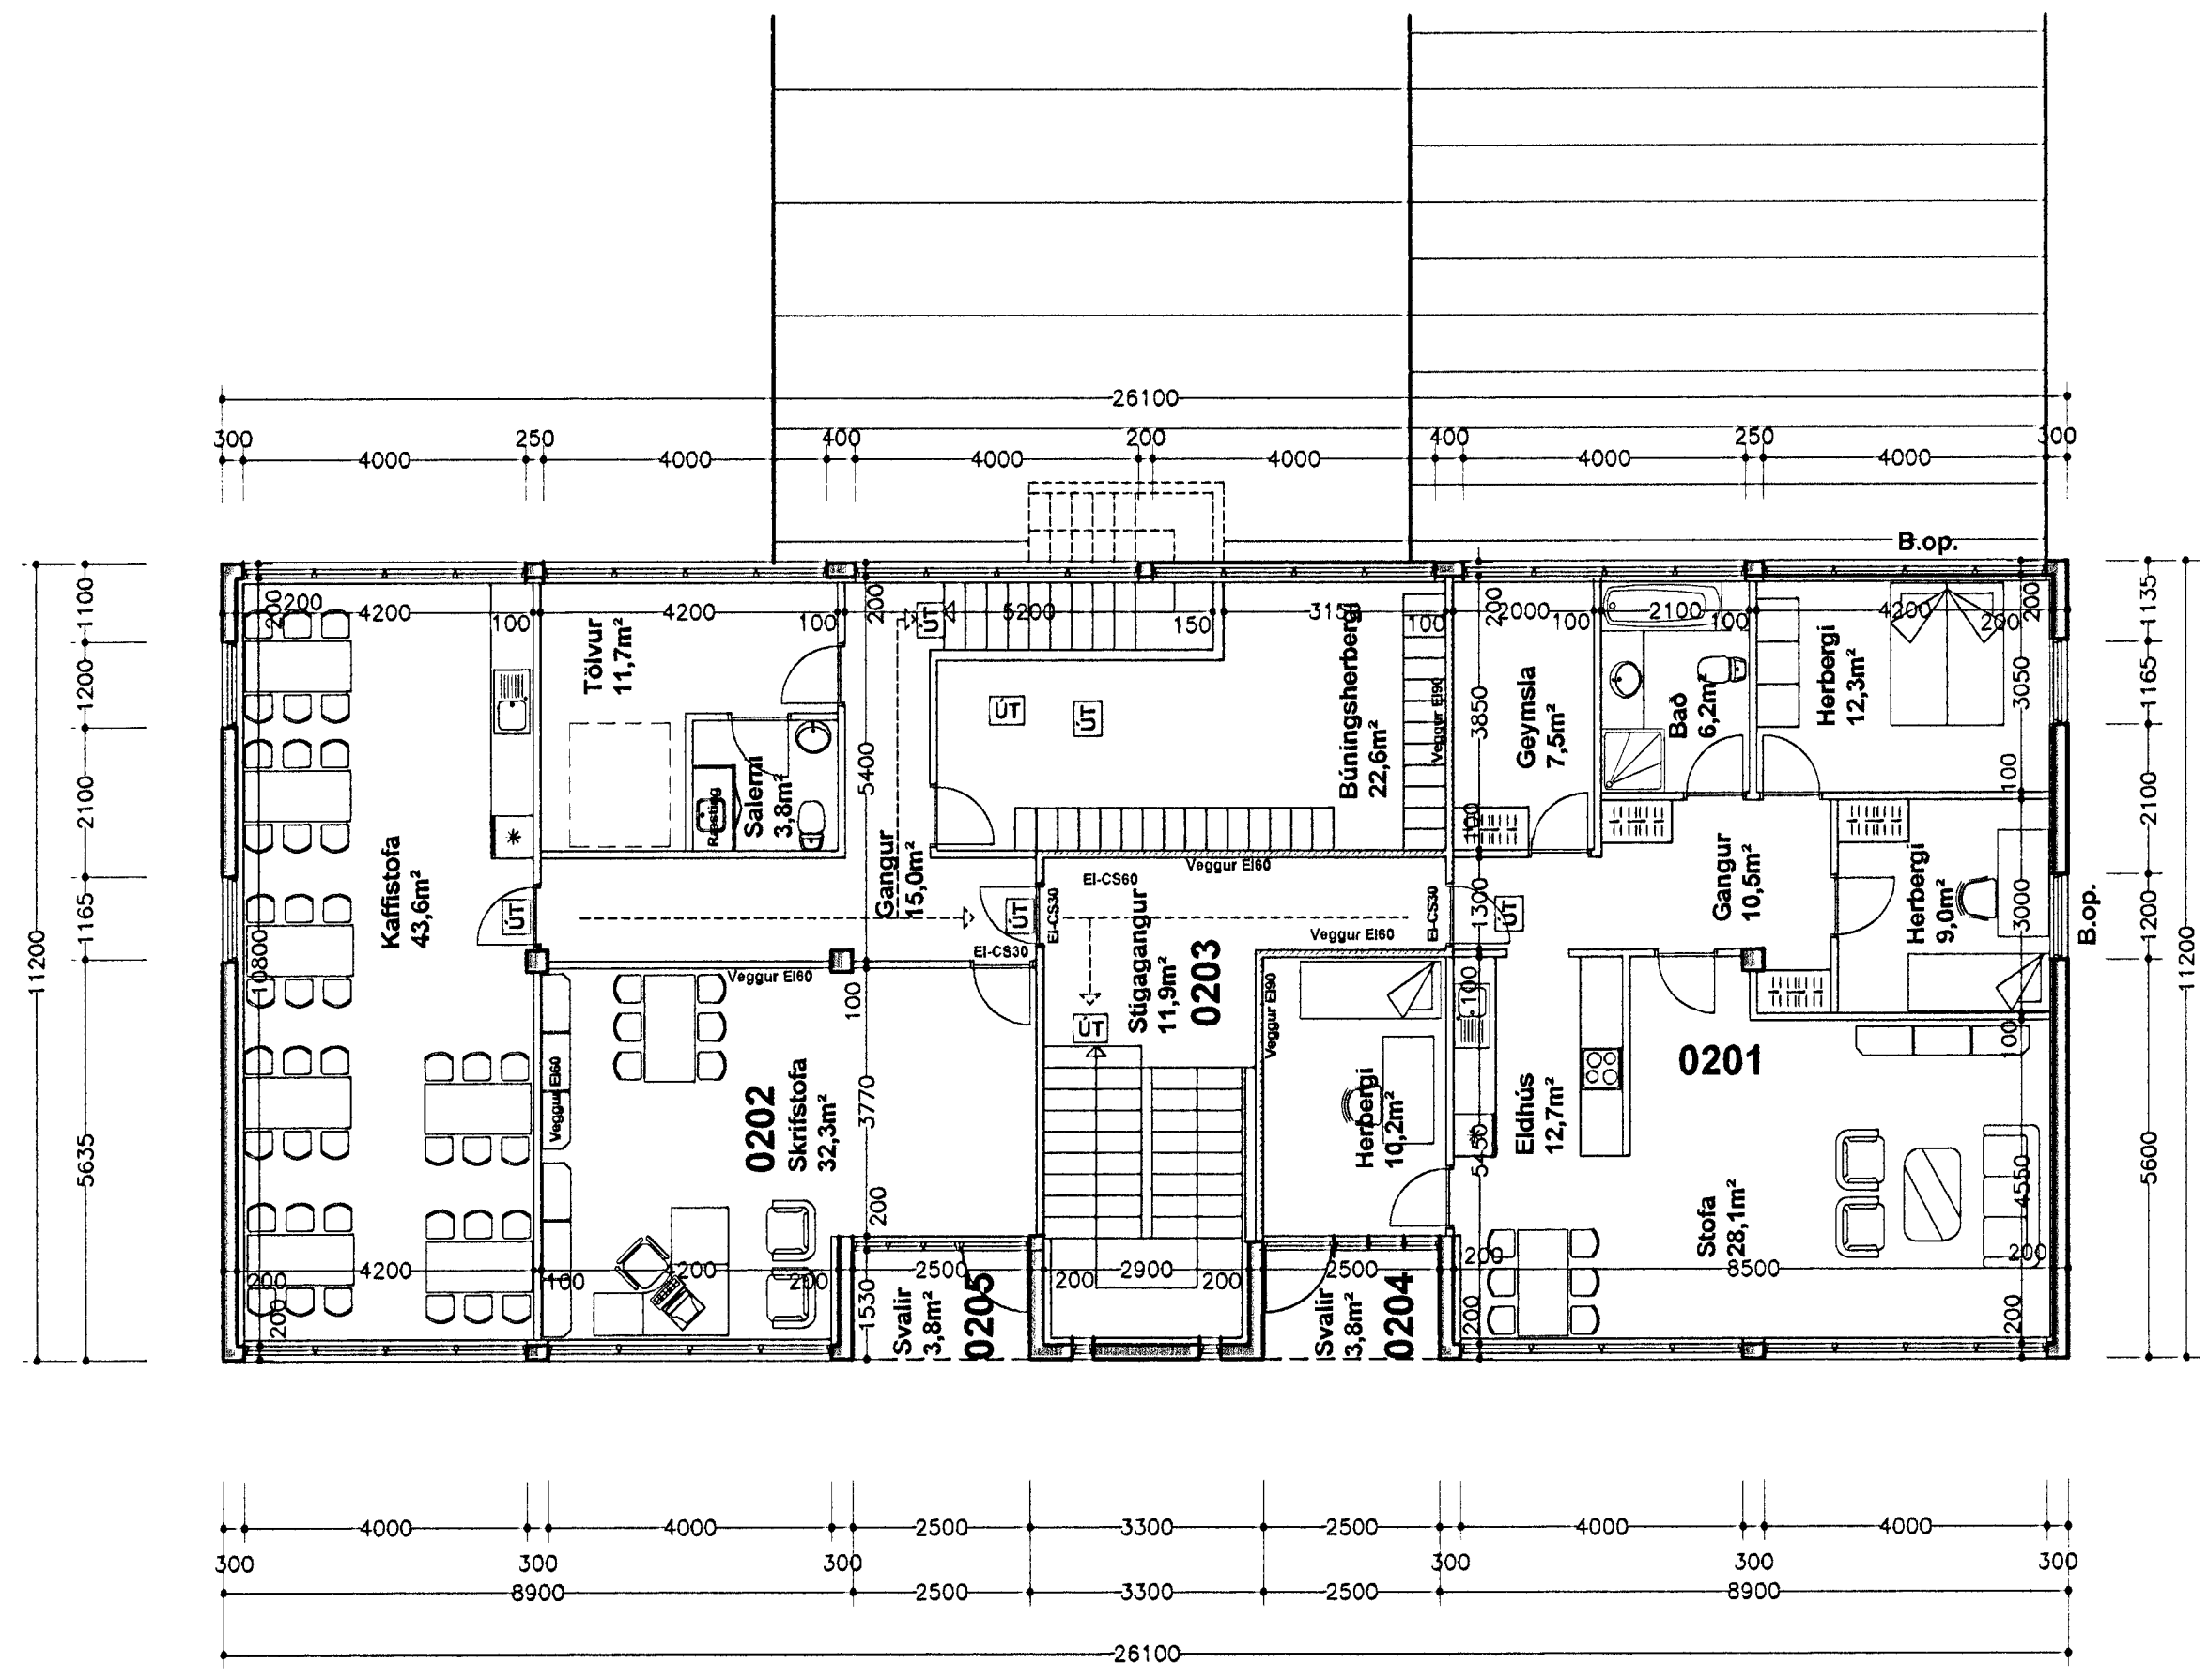 26100
300 250 400 200 400 250 300
4000 4000 4000 4000 4000 4000
B.op.
200 4200 100 4200 100 5200 150 3150 100 2000 100 2100 100 4200 200
200 200 200 200
1100
1200
2100
1165
5635
11200
10800
1135
1165
2100
1200
5600
11200
B.op.
Kaffistofa
43,6m²
ÚT
Tölvur
11,7m²
Salerni
3,8m²
Ræsting
5400
Gangur
15,0m²
ÚT
ÚT
ÚT
ÚT
Búningsherbergi
22,6m²
Veggur EI90
Veggur EI60
EI-CS60
EI-CS30
EI-CS30
EI-CS30
Veggur EI60
Veggur EI60
Veggur EI60
Veggur EI90
Stigagangur
11,9m²
0203
ÚT
3850
100
1300
100
5450
Geymsla
7,5m²
Bað
6,2m²
Herbergi
12,3m²
3050
100
Gangur
10,5m²
Herbergi
9,0m²
3000
100
ÚT
0202
Skrifstofa
32,3m²
100
3770
200
1530
Herbergi
10,2m²
Eldhús
12,7m²
0201
Stofa
28,1m²
4550
200 4200 100 4200 200 2500 200 2900 200 2500 200 8500 200
200 200 200
Svalir
3,8m²
0205
Svalir
3,8m²
0204
4000 4000 2500 3300 2500 4000 4000
300 300 300 300 300 300
8900 2500 3300 2500 8900
26100